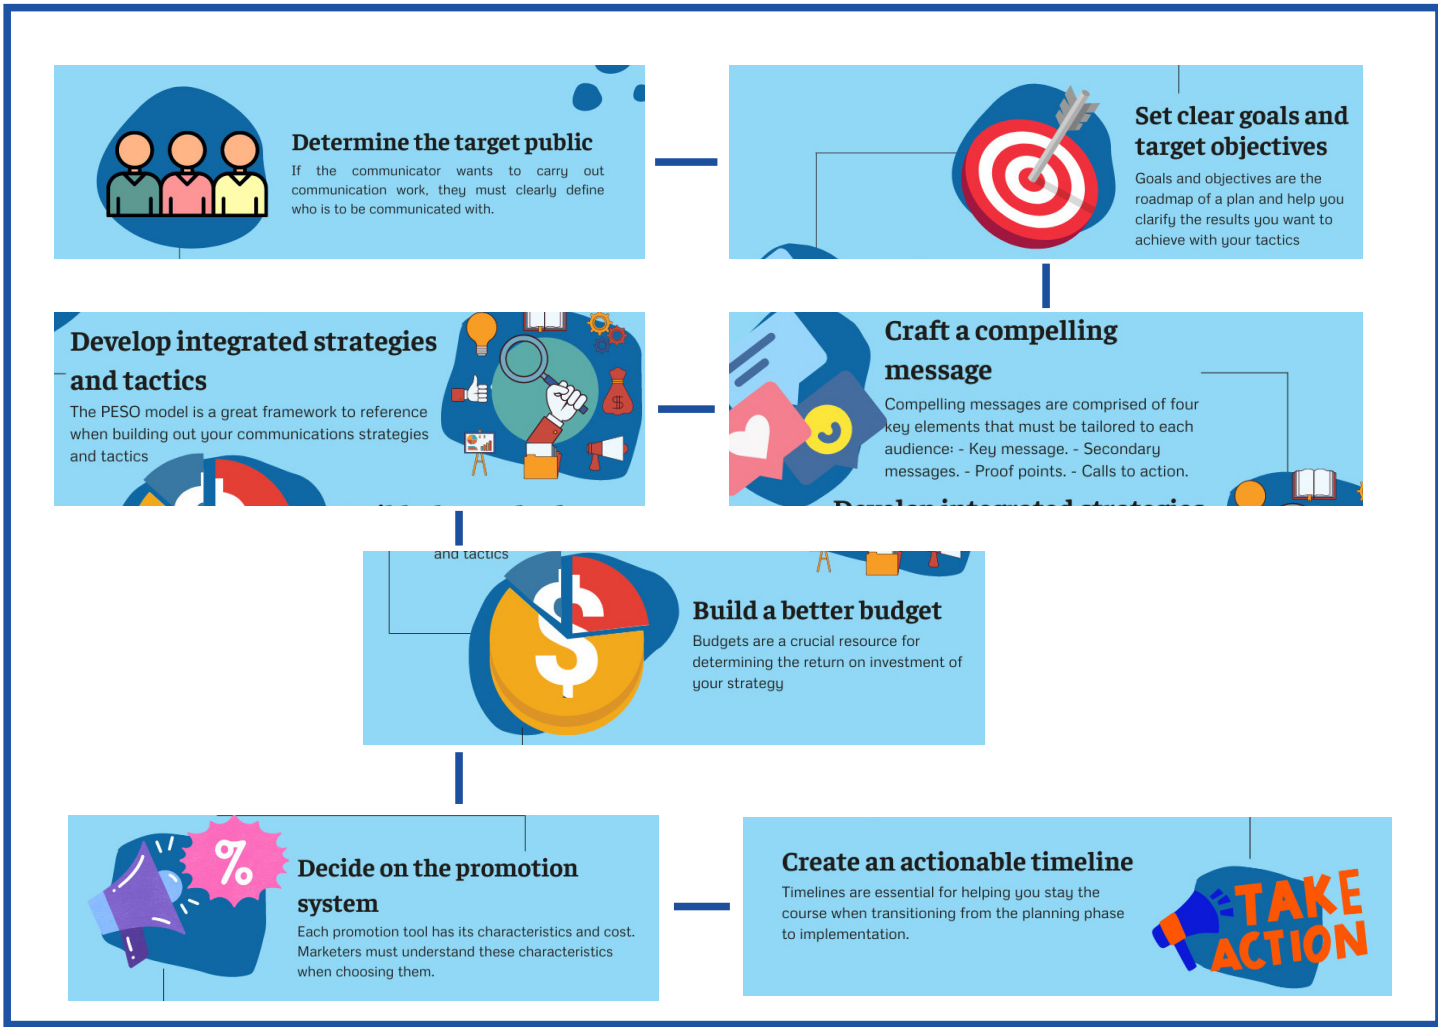 Determine the target public
If the communicator wants to carry out
communication work, they must clearly define
who is to be communicated with.
Set clear goals and
target objectives
Goals and objectives are the
roadmap of a plan and help you
clarify the results you want to
achieve with your tactics
Develop integrated strategies
and tactics
The PESO model is a great framework to reference
when building out your communications strategies
and tactics
$
Craft a compelling
message
Compelling messages are comprised of four
key elements that must be tailored to each
audience: - Key message. - Secondary
messages. - Proof points. - Calls to action.
Develop integrated strategies
and tactics
$
Build a better budget
Budgets are a crucial resource for
determining the return on investment of
your strategy
%
Decide on the promotion
system
Each promotion tool has its characteristics and cost.
Marketers must understand these characteristics
when choosing them.
Create an actionable timeline
Timelines are essential for helping you stay the
course when transitioning from the planning phase
to implementation.
TAKE
ACTION